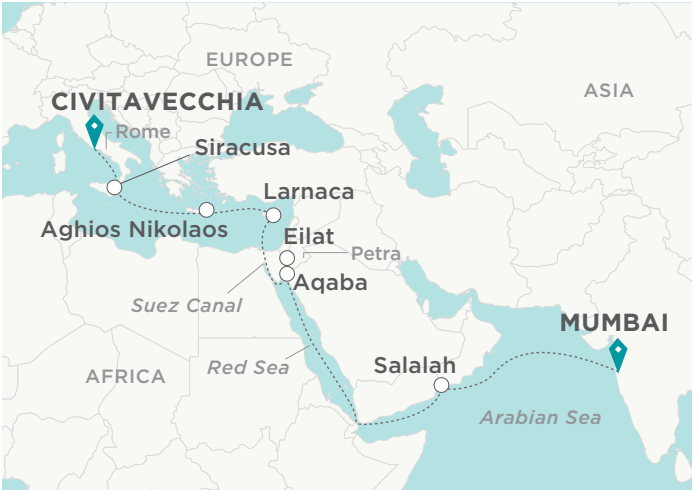 EUROPE
ASIA
CIVITAVECCHIA
Rome
Siracusa
Larnaca
Aghios Nikolaos
Eilat
Petra
Aqaba
Suez Canal
MUMBAI
Red Sea
Salalah
AFRICA
Arabian Sea